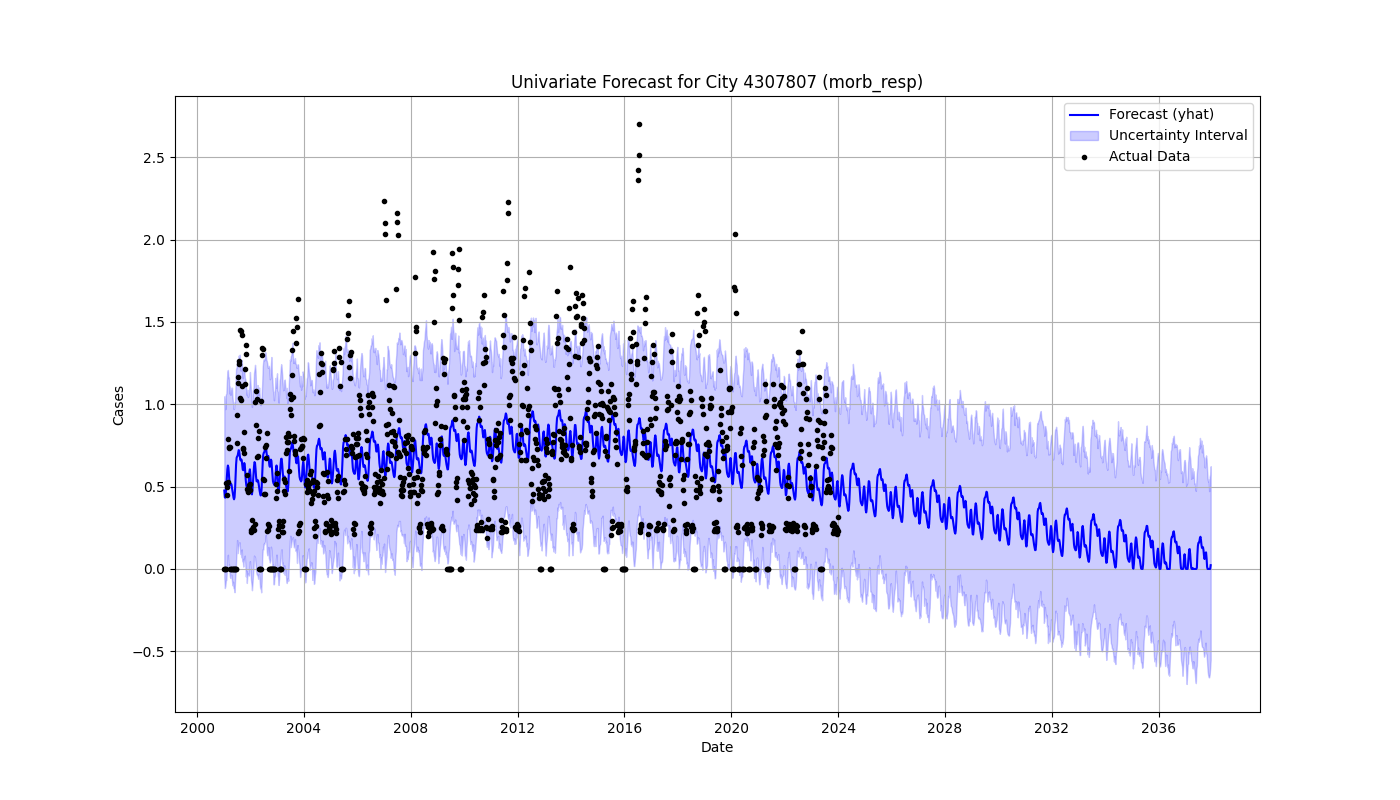 Univariate Forecast for City 4307807 (morb_resp)
Forecast (yhat)
Uncertainty Interval
Actual Data
Cases
2.5
2.0
1.5
1.0
0.5
0.0
−0.5
2000 2004 2008 2012 2016 2020 2024 2028 2032 2036
Date